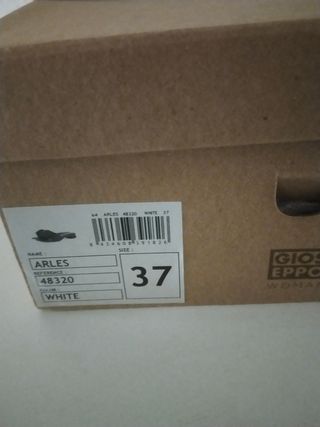 64 ARLES 48320 WHITE 37
NAME :
ARLES
REFERENCE
48320
COLOR :
WHITE
SIZE :
37
GIOS
EPPO
WOMAN